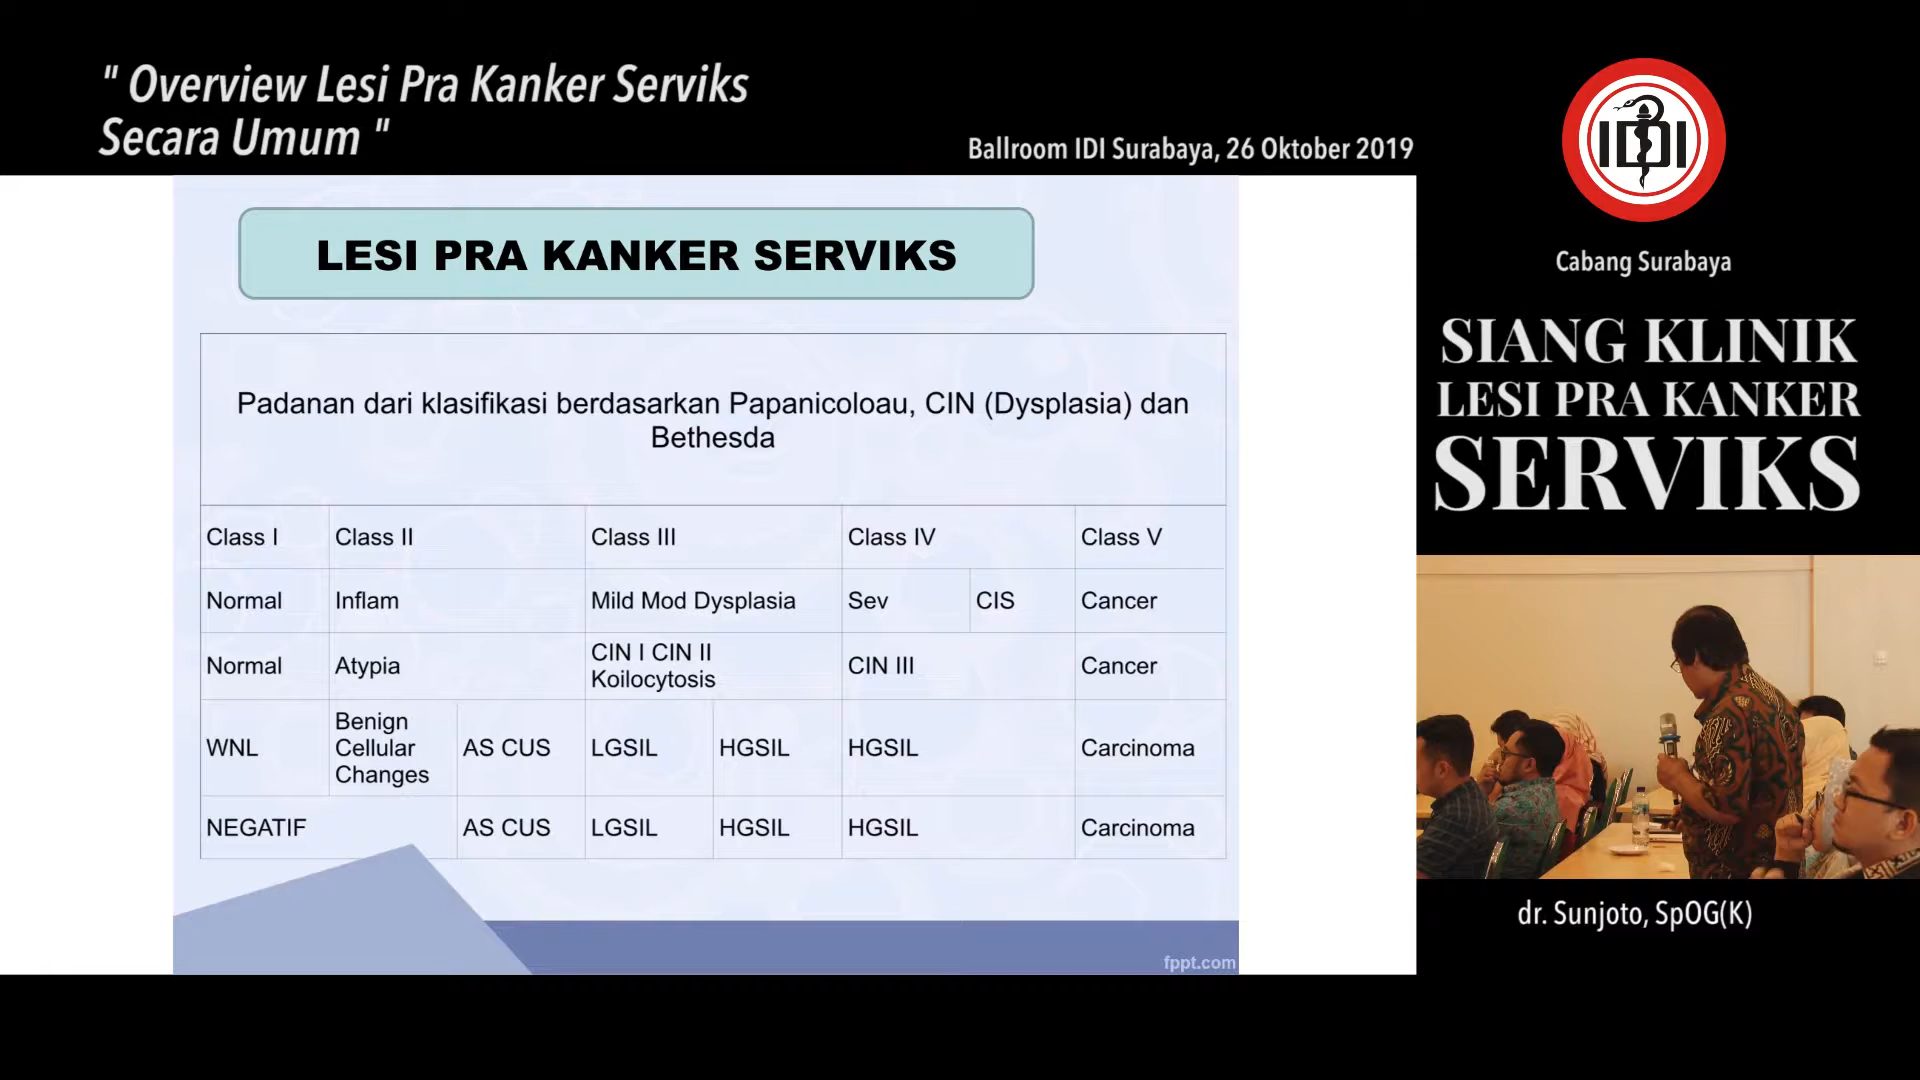 " Overview Lesi Pra Kanker Serviks
Secara Umum "
Ballroom IDI Surabaya, 26 Oktober 2019
IDI
Cabang Surabaya
SIANG KLINIK
LESI PRA KANKER
SERVIKS
LESI PRA KANKER SERVIKS
Padanan dari klasifikasi berdasarkan Papanicoloau, CIN (Dysplasia) dan
Bethesda
Class I Class II Class III Class IV Class V
Normal Inflam Mild Mod Dysplasia Sev CIS Cancer
Normal Atypia CIN I CIN II Koilocytosis CIN III Cancer
WNL Benign Cellular Changes AS CUS LGSIL HGSIL HGSIL Carcinoma
NEGATIF AS CUS LGSIL HGSIL HGSIL Carcinoma
fppt.com
dr. Sunjoto, SpOG(K)